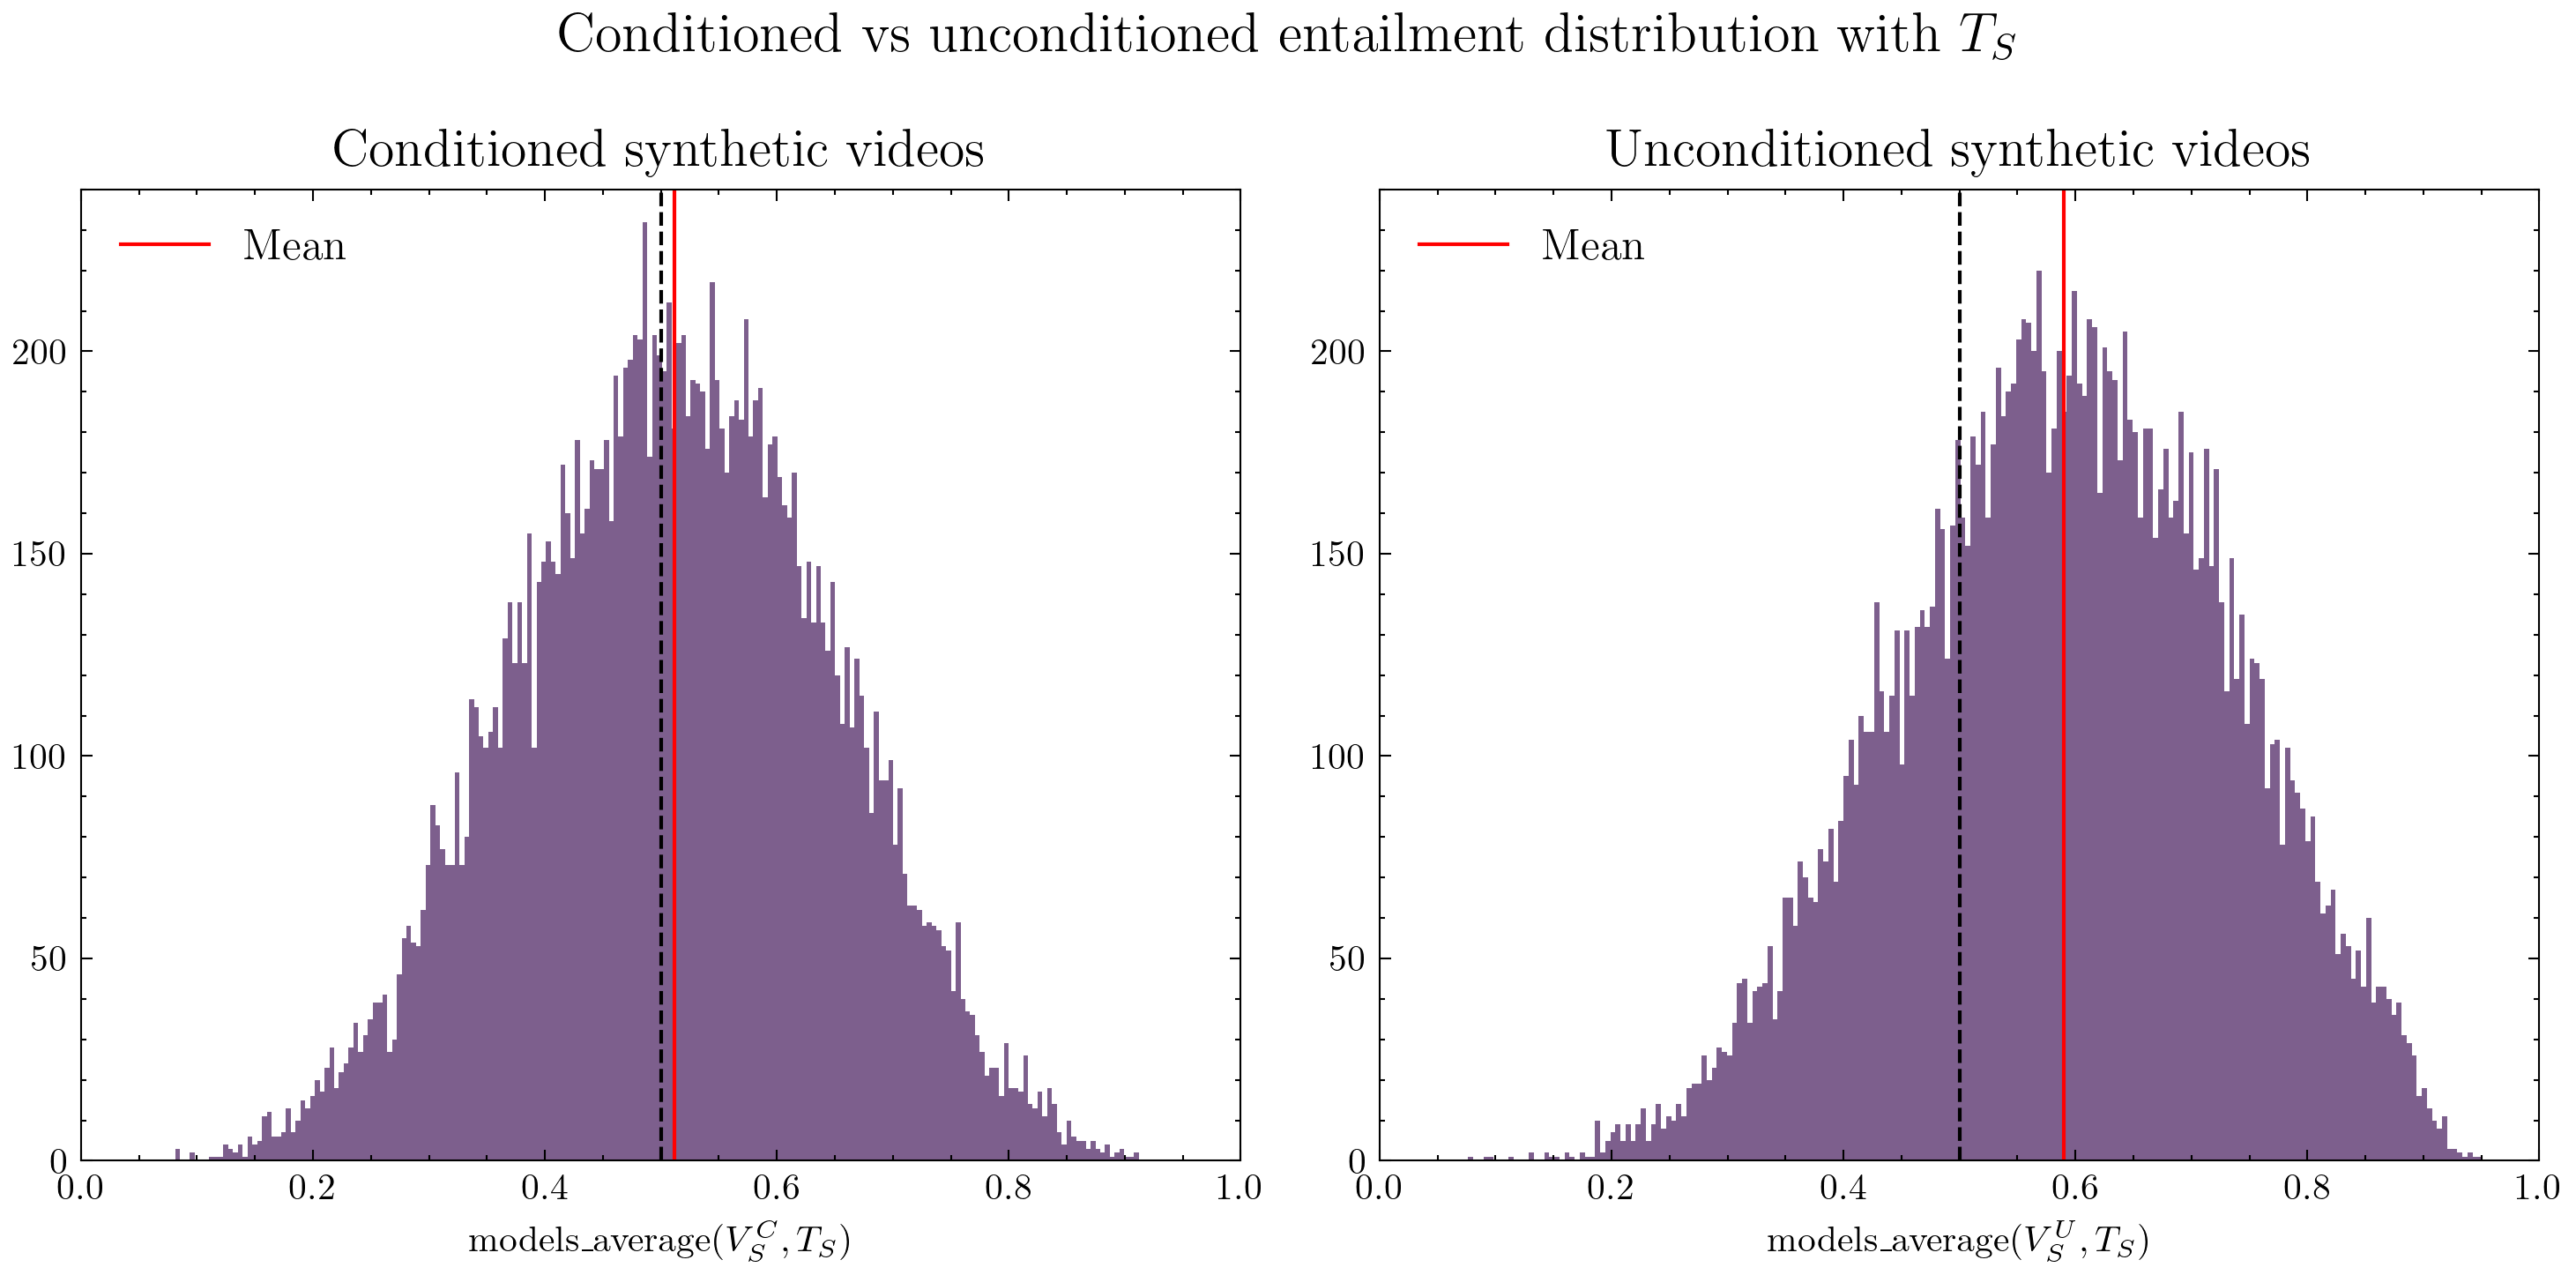 Conditioned vs unconditioned entailment distribution with $T_S$
Conditioned synthetic videos
Mean
200
150
100
50
0
0.0 0.2 0.4 0.6 0.8 1.0
models_average($V_S^C, T_S$)
Unconditioned synthetic videos
Mean
200
150
100
50
0
0.0 0.2 0.4 0.6 0.8 1.0
models_average($V_S^U, T_S$)